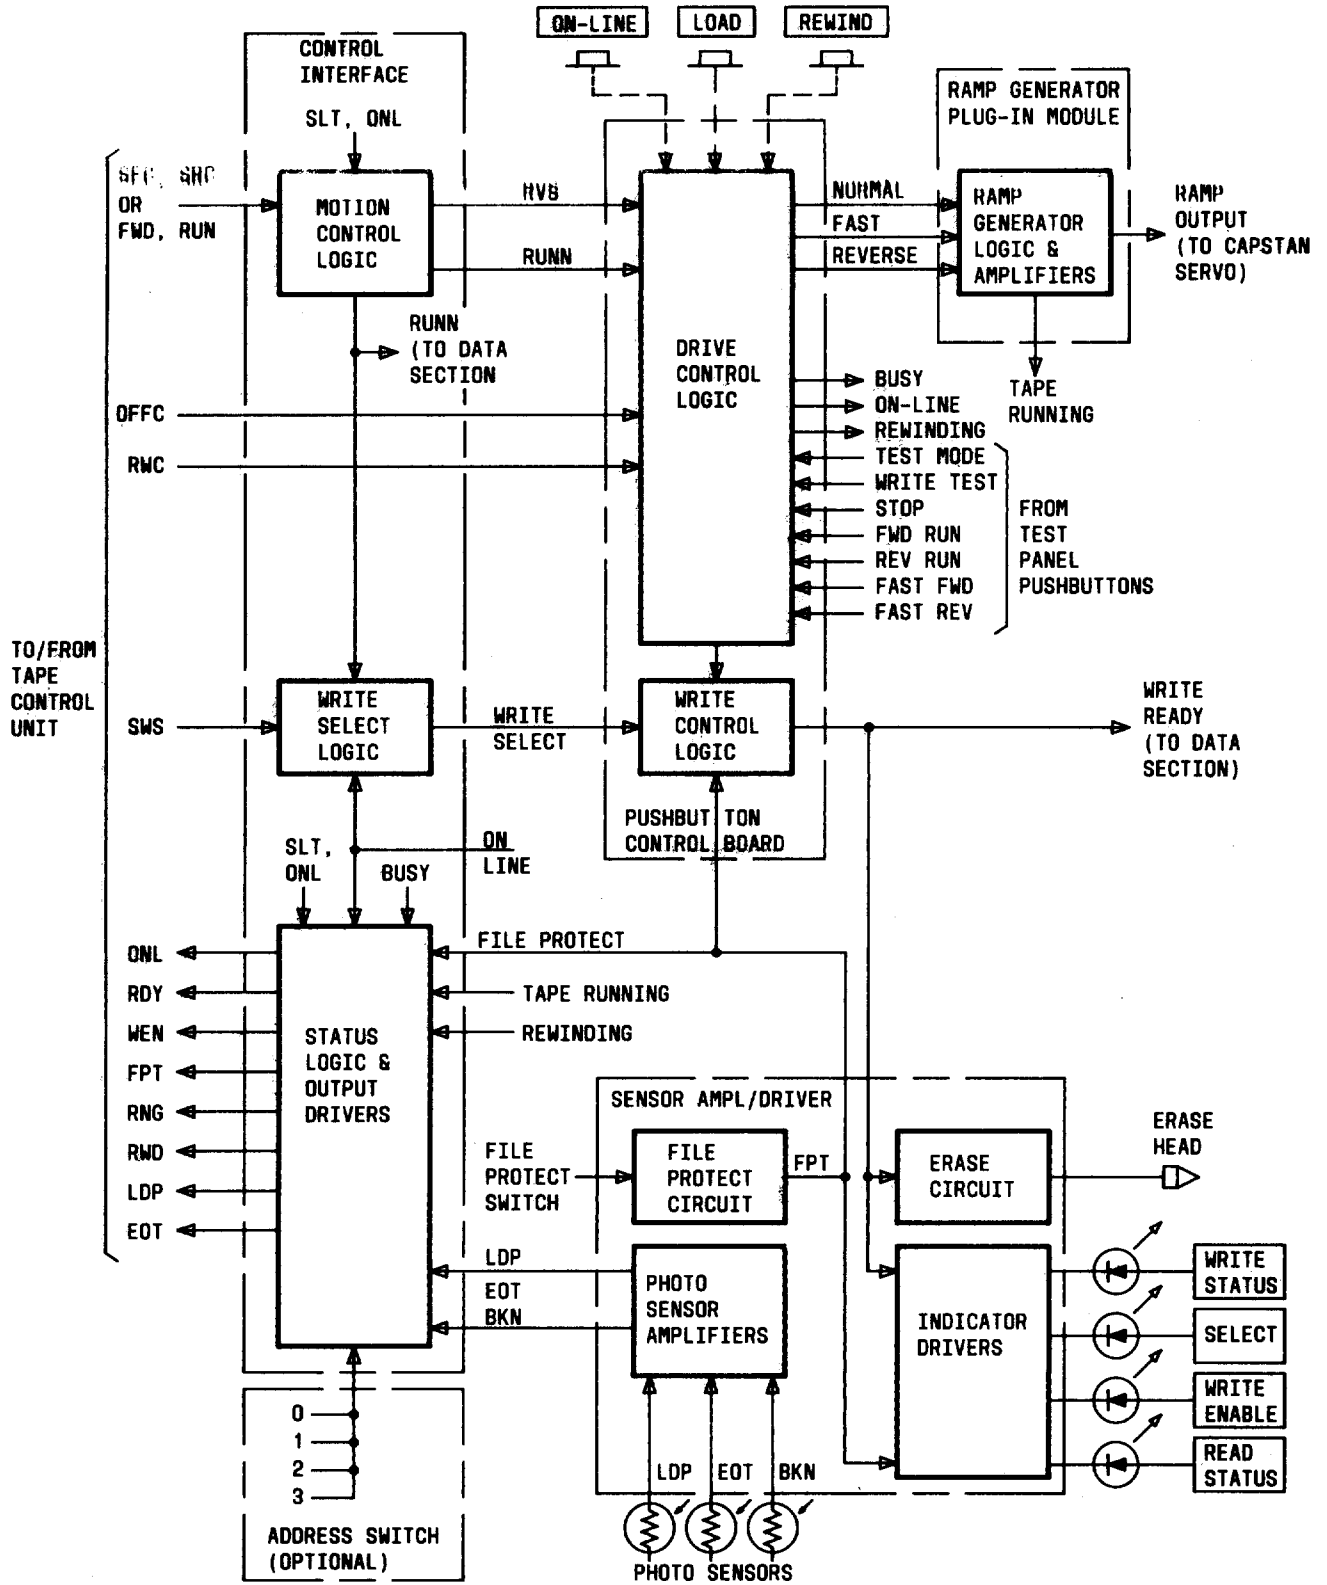 ON-LINE
LOAD
REWIND
CONTROL
INTERFACE
SLT, ONL
RAMP GENERATOR
PLUG-IN MODULE
OR
FWD, RUN
MOTION
CONTROL
LOGIC
RVS
RUNN
NORMAL
FAST
REVERSE
RAMP
GENERATOR
LOGIC &
AMPLIFIERS
RAMP
OUTPUT
(TO CAPSTAN
SERVO)
RUNN
(TO DATA
SECTION
DRIVE
CONTROL
LOGIC
TAPE
RUNNING
OFFC
RWC
BUSY
ON-LINE
REWINDING
TEST MODE
WRITE TEST
STOP
FWD RUN
REV RUN
FAST FWD
FAST REV
FROM
TEST
PANEL
PUSHBUTTONS
TO/FROM
TAPE
CONTROL
UNIT
SWS
WRITE
SELECT
LOGIC
WRITE
SELECT
WRITE
CONTROL
LOGIC
WRITE
READY
(TO DATA
SECTION)
PUSHBUTTON
CONTROL BOARD
SLT,
ONL
BUSY
ON
LINE
ONL
RDY
WEN
FPT
RNG
RWD
LDP
EOT
STATUS
LOGIC &
OUTPUT
DRIVERS
FILE PROTECT
TAPE RUNNING
REWINDING
SENSOR AMPL/DRIVER
FILE
PROTECT
SWITCH
FILE
PROTECT
CIRCUIT
FPT
ERASE
CIRCUIT
ERASE
HEAD
LDP
EOT
BKN
PHOTO
SENSOR
AMPLIFIERS
INDICATOR
DRIVERS
WRITE
STATUS
SELECT
WRITE
ENABLE
READ
STATUS
0
1
2
3
ADDRESS SWITCH
(OPTIONAL)
LDP
EOT
BKN
PHOTO SENSORS